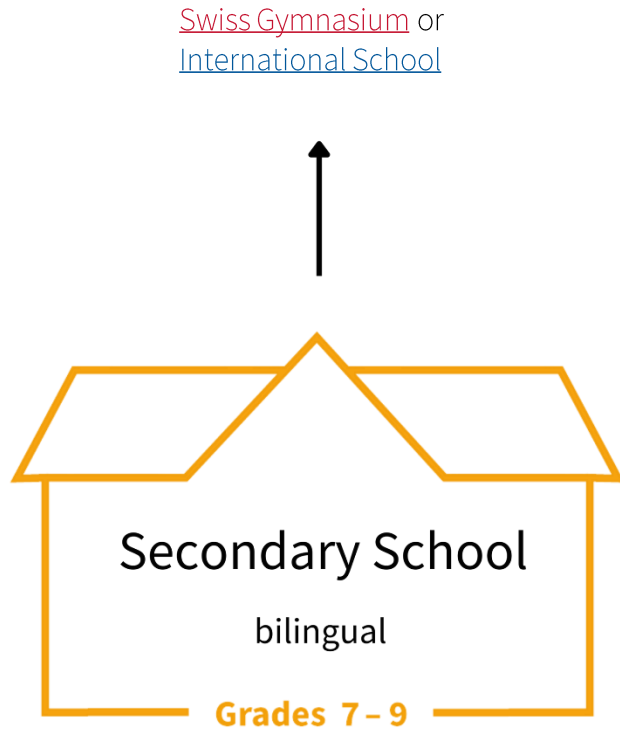 Swiss Gymnasium or
International School
Secondary School
bilingual
Grades 7 – 9